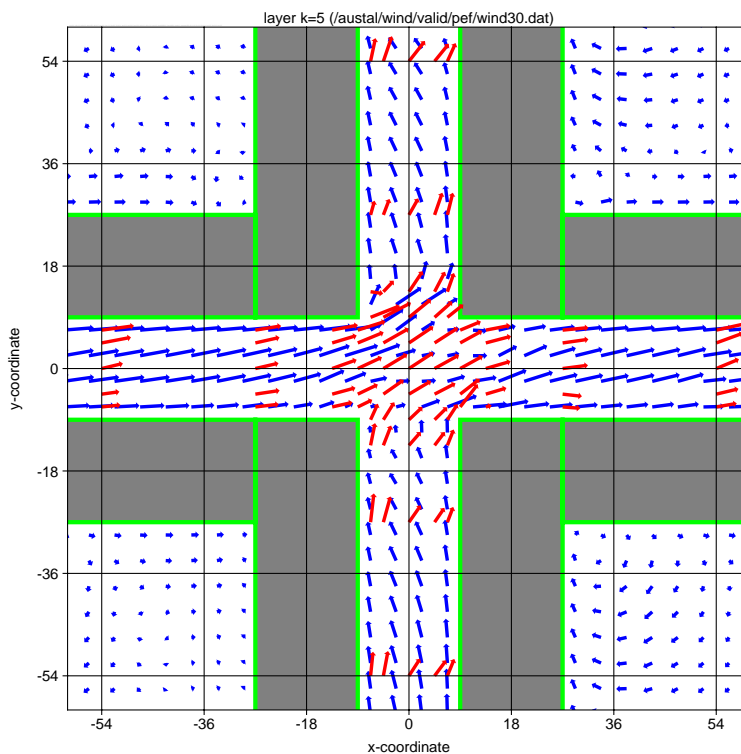 layer k=5 (/austal/wind/valid/pef/wind30.dat)
54
36
18
0
-18
-36
-54
y-coordinate
-54 -36 -18 0 18 36 54
x-coordinate